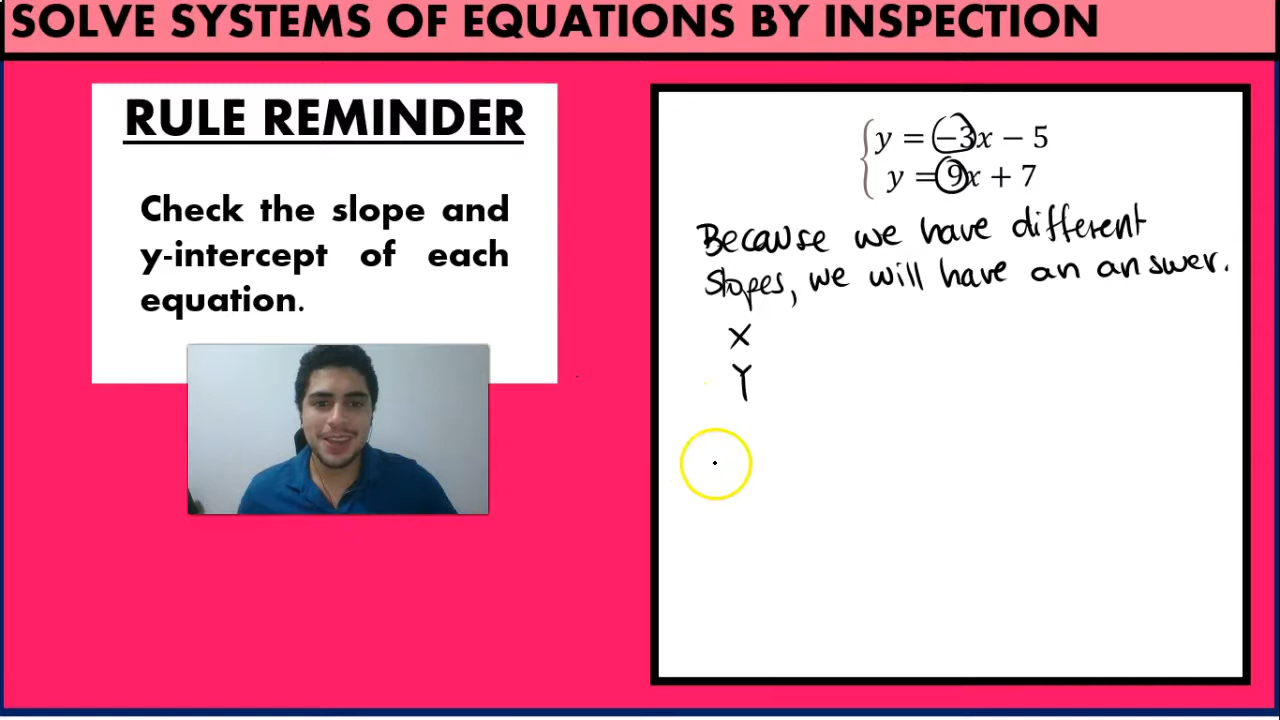 SOLVE SYSTEMS OF EQUATIONS BY INSPECTION
RULE REMINDER
Check the slope and
y-intercept of each
equation.
y = −3x − 5
y = 9x + 7
Because we have different
slopes, we will have an answer.
X
Y